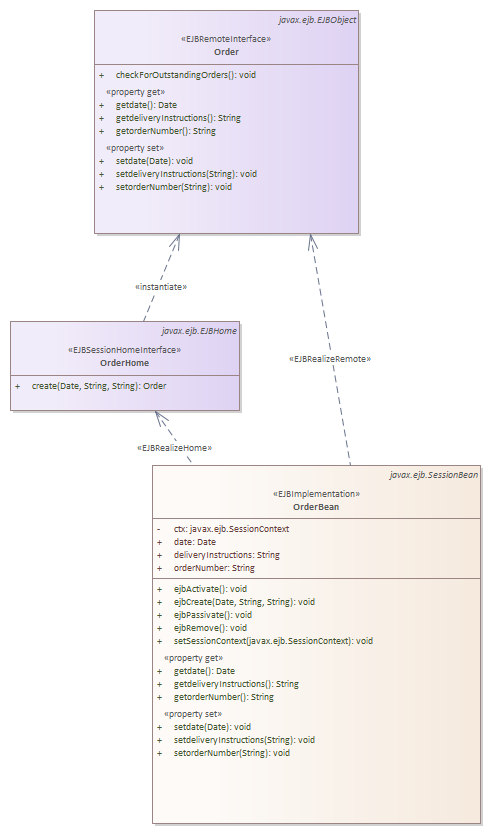 javax.ejb.EJBObject
«EJBRemoteInterface»
Order
+ checkForOutstandingOrders(): void
«property get»
+ getdate(): Date
+ getdeliveryInstructions(): String
+ getorderNumber(): String
«property set»
+ setdate(Date): void
+ setdeliveryInstructions(String): void
+ setorderNumber(String): void
«instantiate»
javax.ejb.EJBHome
«EJBSessionHomeInterface»
OrderHome
+ create(Date, String, String): Order
«EJBRealizeRemote»
«EJBRealizeHome»
javax.ejb.SessionBean
«EJBImplementation»
OrderBean
- ctx: javax.ejb.SessionContext
+ date: Date
+ deliveryInstructions: String
+ orderNumber: String
+ ejbActivate(): void
+ ejbCreate(Date, String, String): void
+ ejbPassivate(): void
+ ejbRemove(): void
+ setSessionContext(javax.ejb.SessionContext): void
«property get»
+ getdate(): Date
+ getdeliveryInstructions(): String
+ getorderNumber(): String
«property set»
+ setdate(Date): void
+ setdeliveryInstructions(String): void
+ setorderNumber(String): void